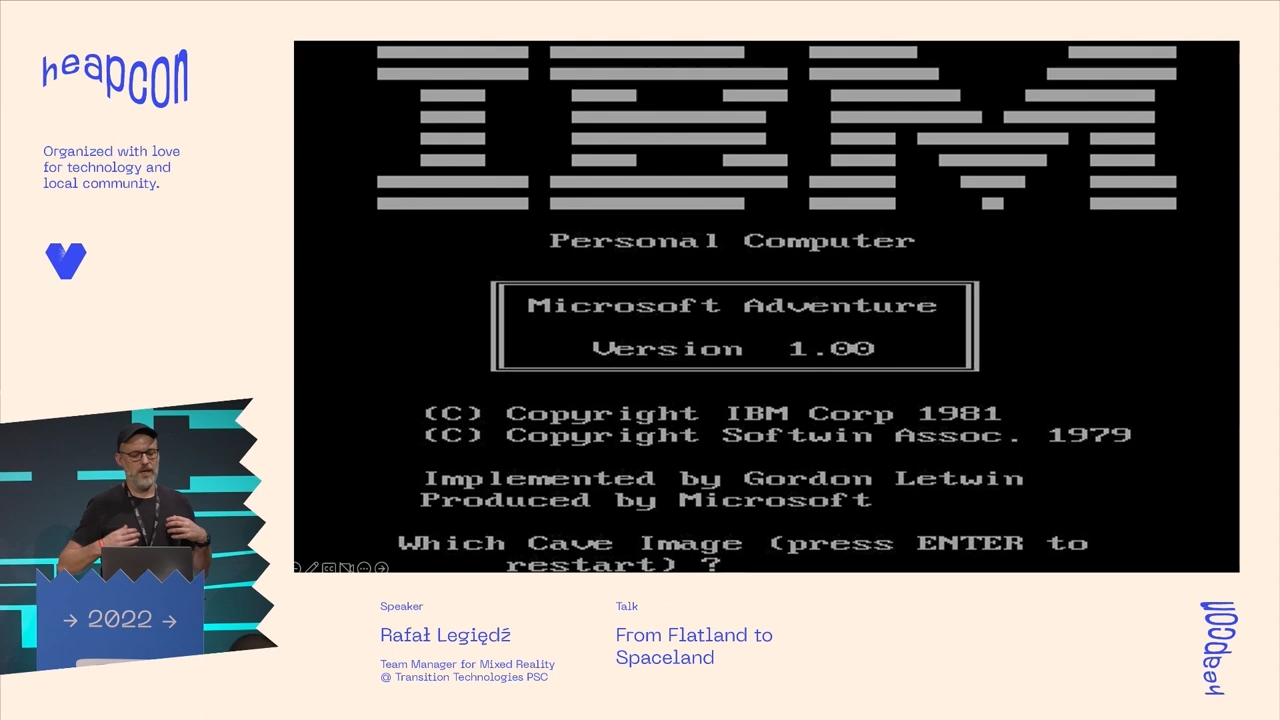 heapcon
Organized with love
for technology and
local community.
IBM
Personal Computer
Microsoft Adventure
Version 1.00
(C) Copyright IBM Corp 1981
(C) Copyright Softwin Assoc. 1979
Implemented by Gordon Letwin
Produced by Microsoft
Which Cave Image (press ENTER to
restart) ?
→ 2022 →
Speaker
Rafał Legiędź
Team Manager for Mixed Reality
@ Transition Technologies PSC
Talk
From Flatland to
Spaceland
heapcon